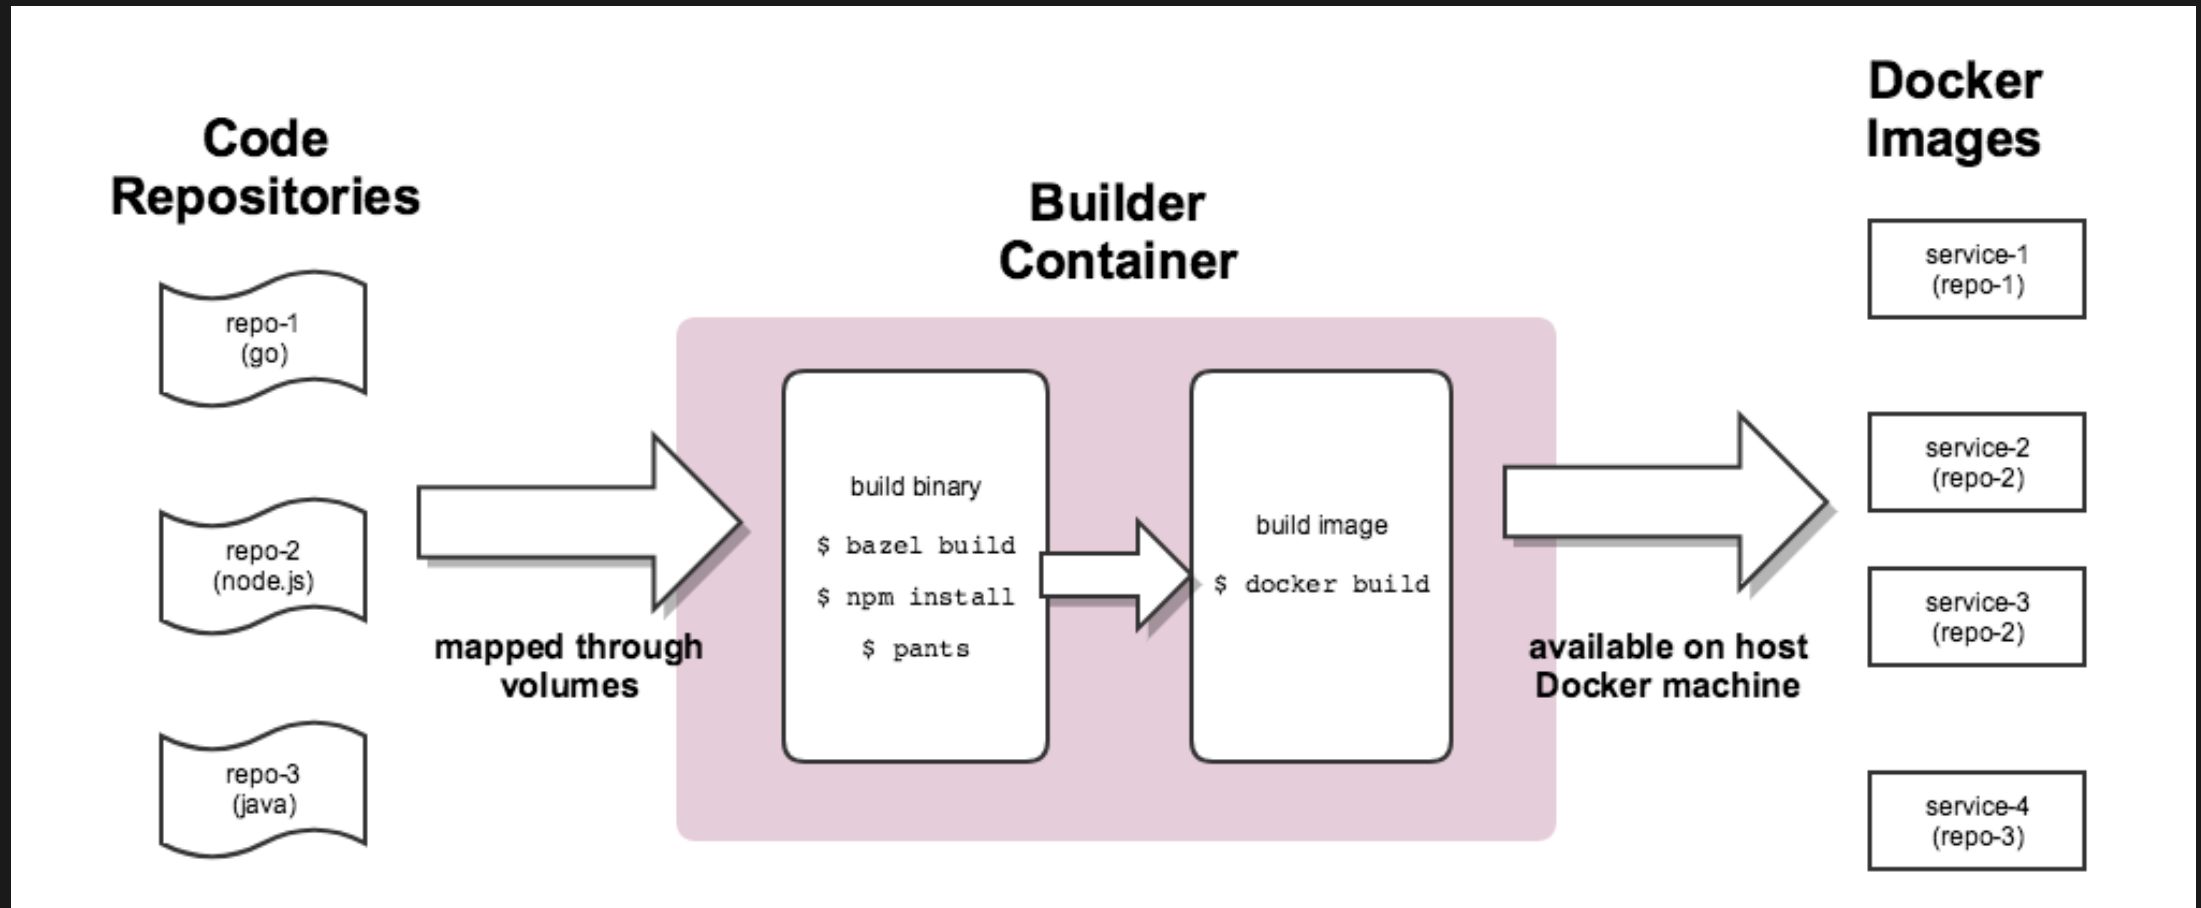 Code
Repositories
repo-1
(go)
repo-2
(node.js)
repo-3
(java)
mapped through
volumes
Builder
Container
build binary
$ bazel build
$ npm install
$ pants
build image
$ docker build
available on host
Docker machine
Docker
Images
service-1
(repo-1)
service-2
(repo-2)
service-3
(repo-2)
service-4
(repo-3)